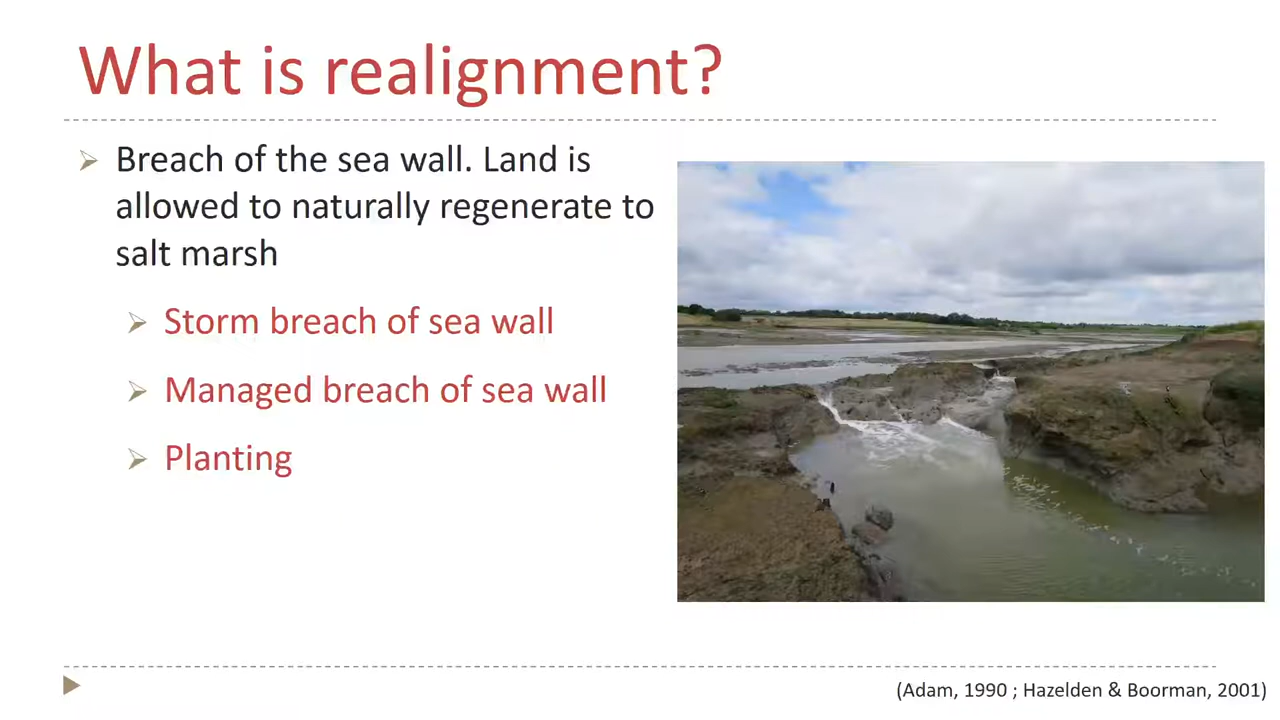 What is realignment?
Breach of the sea wall. Land is
allowed to naturally regenerate to
salt marsh
Storm breach of sea wall
Managed breach of sea wall
Planting
(Adam, 1990 ; Hazelden & Boorman, 2001)